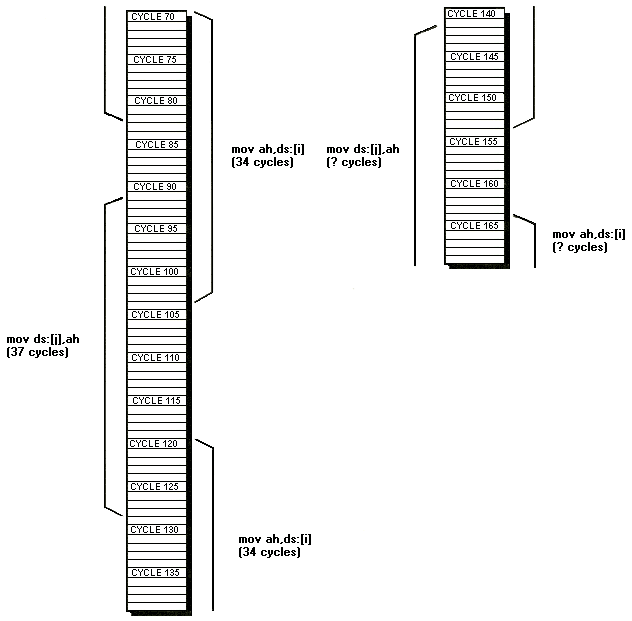 CYCLE 70
CYCLE 75
CYCLE 80
CYCLE 85
CYCLE 90
CYCLE 95
CYCLE 100
CYCLE 105
CYCLE 110
CYCLE 115
CYCLE 120
CYCLE 125
CYCLE 130
CYCLE 135
mov ds:[j],ah
(37 cycles)
mov ah,ds:[i]
(34 cycles)
mov ah,ds:[i]
(34 cycles)
mov ds:[j],ah
(? cycles)
CYCLE 140
CYCLE 145
CYCLE 150
CYCLE 155
CYCLE 160
CYCLE 165
mov ah,ds:[i]
(? cycles)